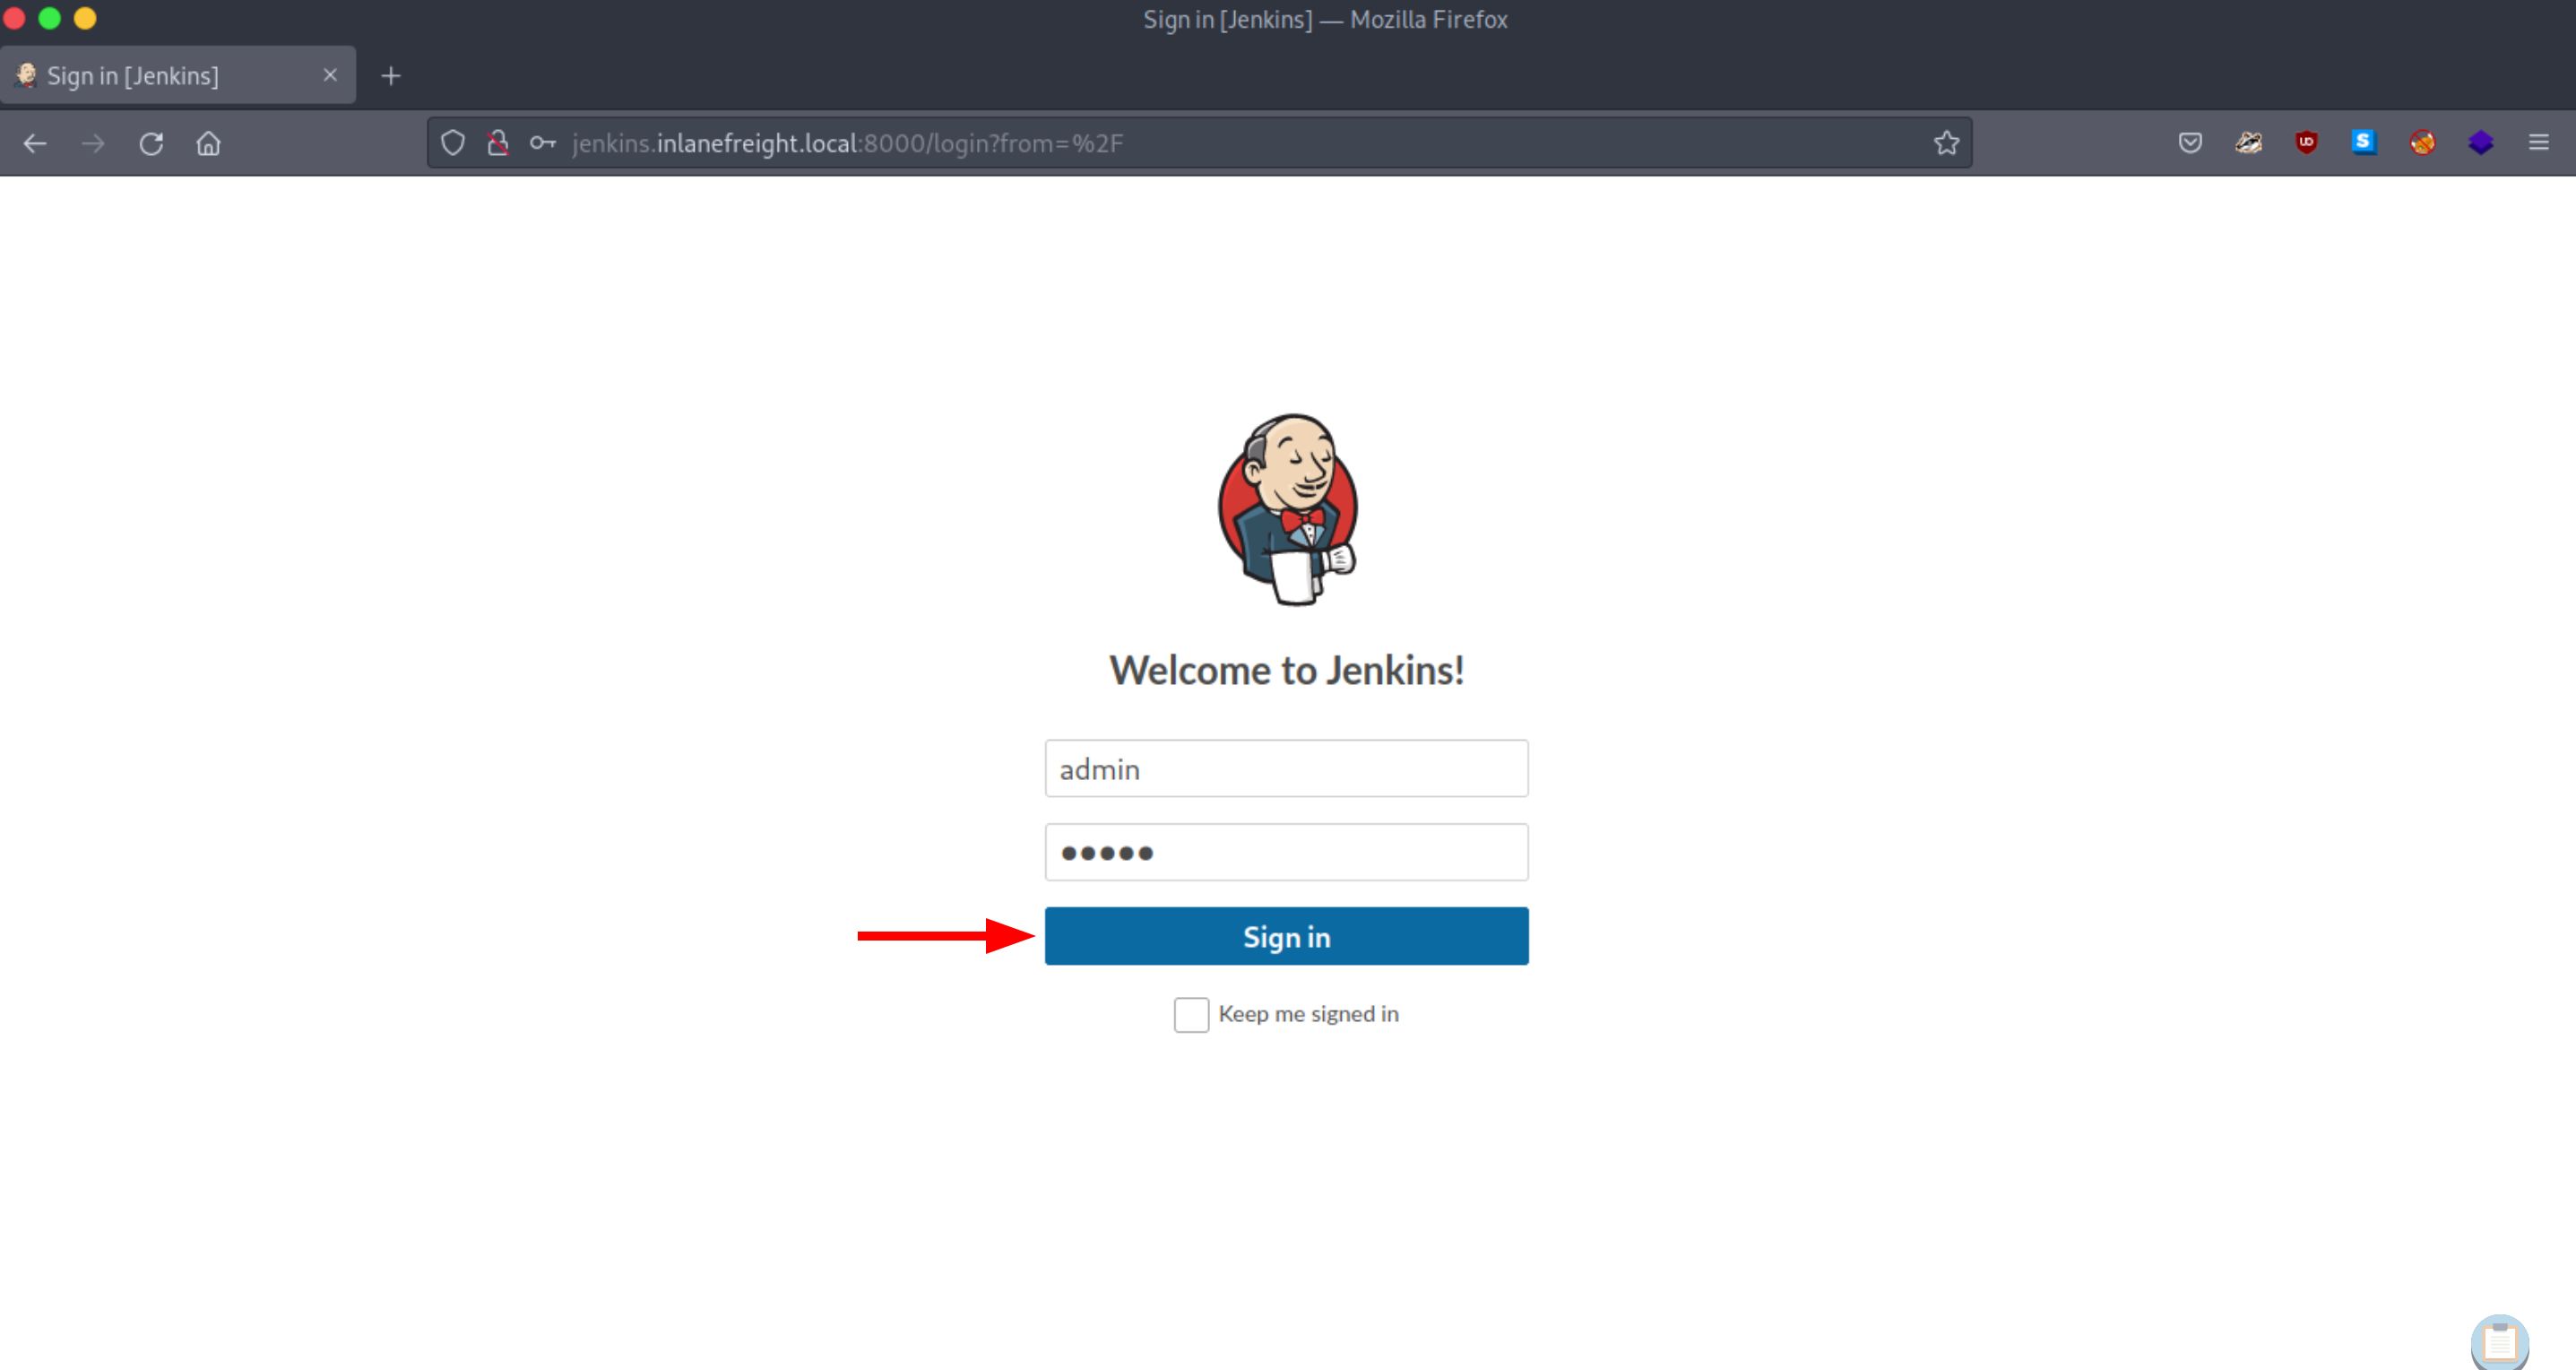 Sign in [Jenkins] — Mozilla Firefox
Sign in [Jenkins]
jenkins.inlanefreight.local:8000/login?from=%2F
Welcome to Jenkins!
admin
●●●●●
Sign in
Keep me signed in